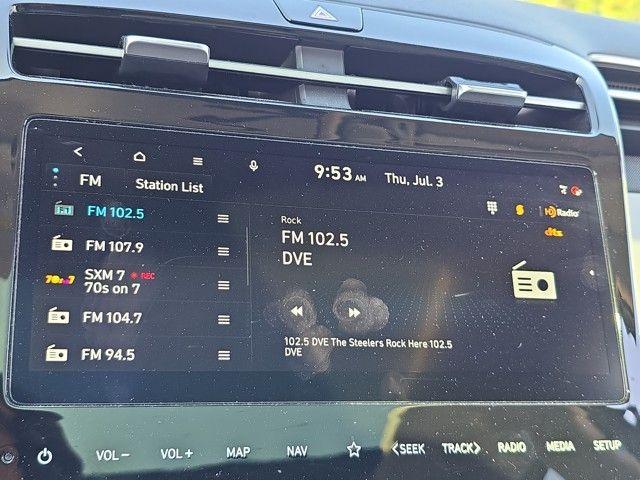 9:53 AM Thu, Jul. 3
FM Station List
HD Radio
dts
FM 102.5
FM 107.9
SXM 7 REC
70s on 7
FM 104.7
FM 94.5
Rock
FM 102.5
DVE
102.5 DVE The Steelers Rock Here 102.5
DVE
VOL− VOL+ MAP NAV <SEEK TRACK> RADIO MEDIA SETUP